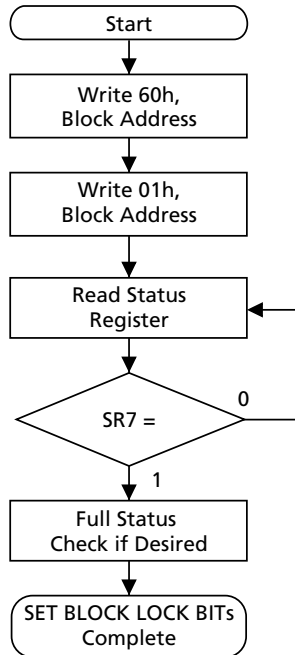 Start
Write 60h,
Block Address
Write 01h,
Block Address
Read Status
Register
SR7 =
0
1
Full Status
Check if Desired
SET BLOCK LOCK BITs
Complete